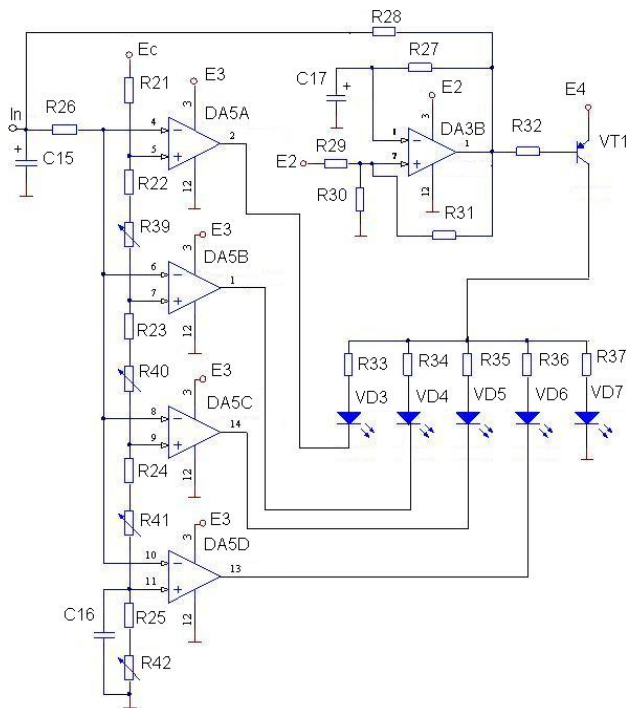 R28
Ec
R27
R21
E3
C17
+
E2
E4
In
R26
3
DA5A
3
DA3B
R32
VT1
4
−
2
1
−
1
+
C15
5
+
R29
7
+
E2
R22
12
R30
12
R31
R39
E3
3
DA5B
6
−
1
7
+
R23
12
R33
R34
R35
R36
R37
R40
E3
VD3
VD4
VD5
VD6
VD7
3
DA5C
8
−
14
9
+
R24
12
R41
E3
3
DA5D
10
−
13
11
+
C16
R25
12
R42